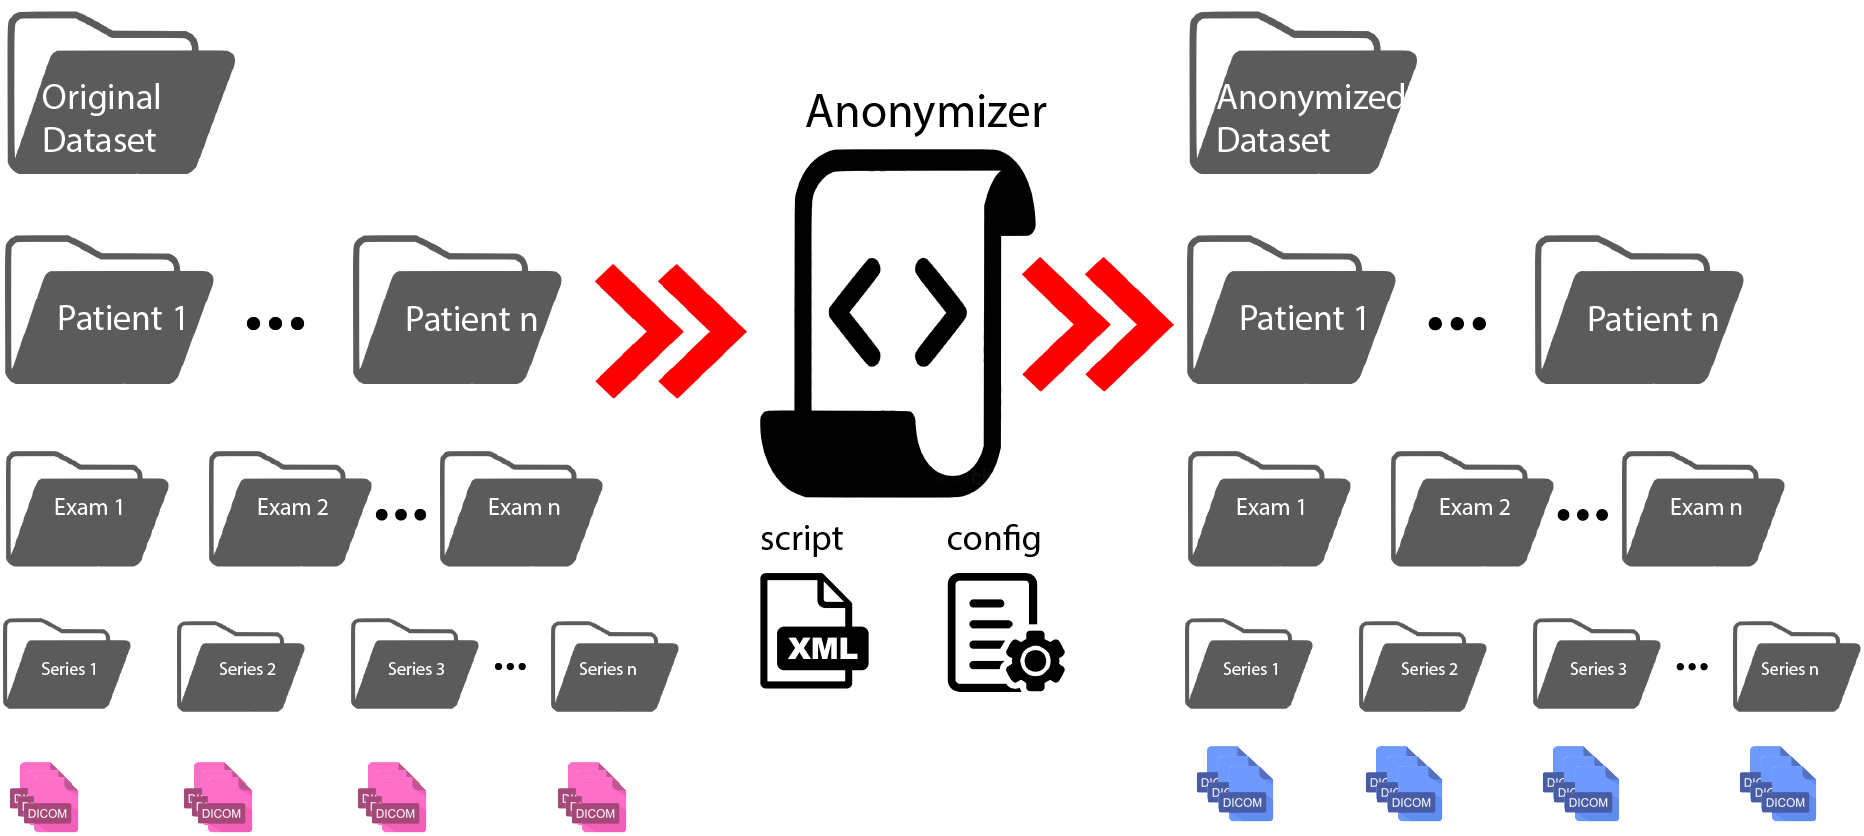 Original
Dataset
Patient 1
Patient n
Exam 1
Exam 2
Exam n
Series 1
Series 2
Series 3
Series n
DICOM
DICOM
DICOM
DICOM
Anonymizer
script
config
XML
Anonymized
Dataset
Patient 1
Patient n
Exam 1
Exam 2
Exam n
Series 1
Series 2
Series 3
Series n
DICOM
DICOM
DICOM
DICOM